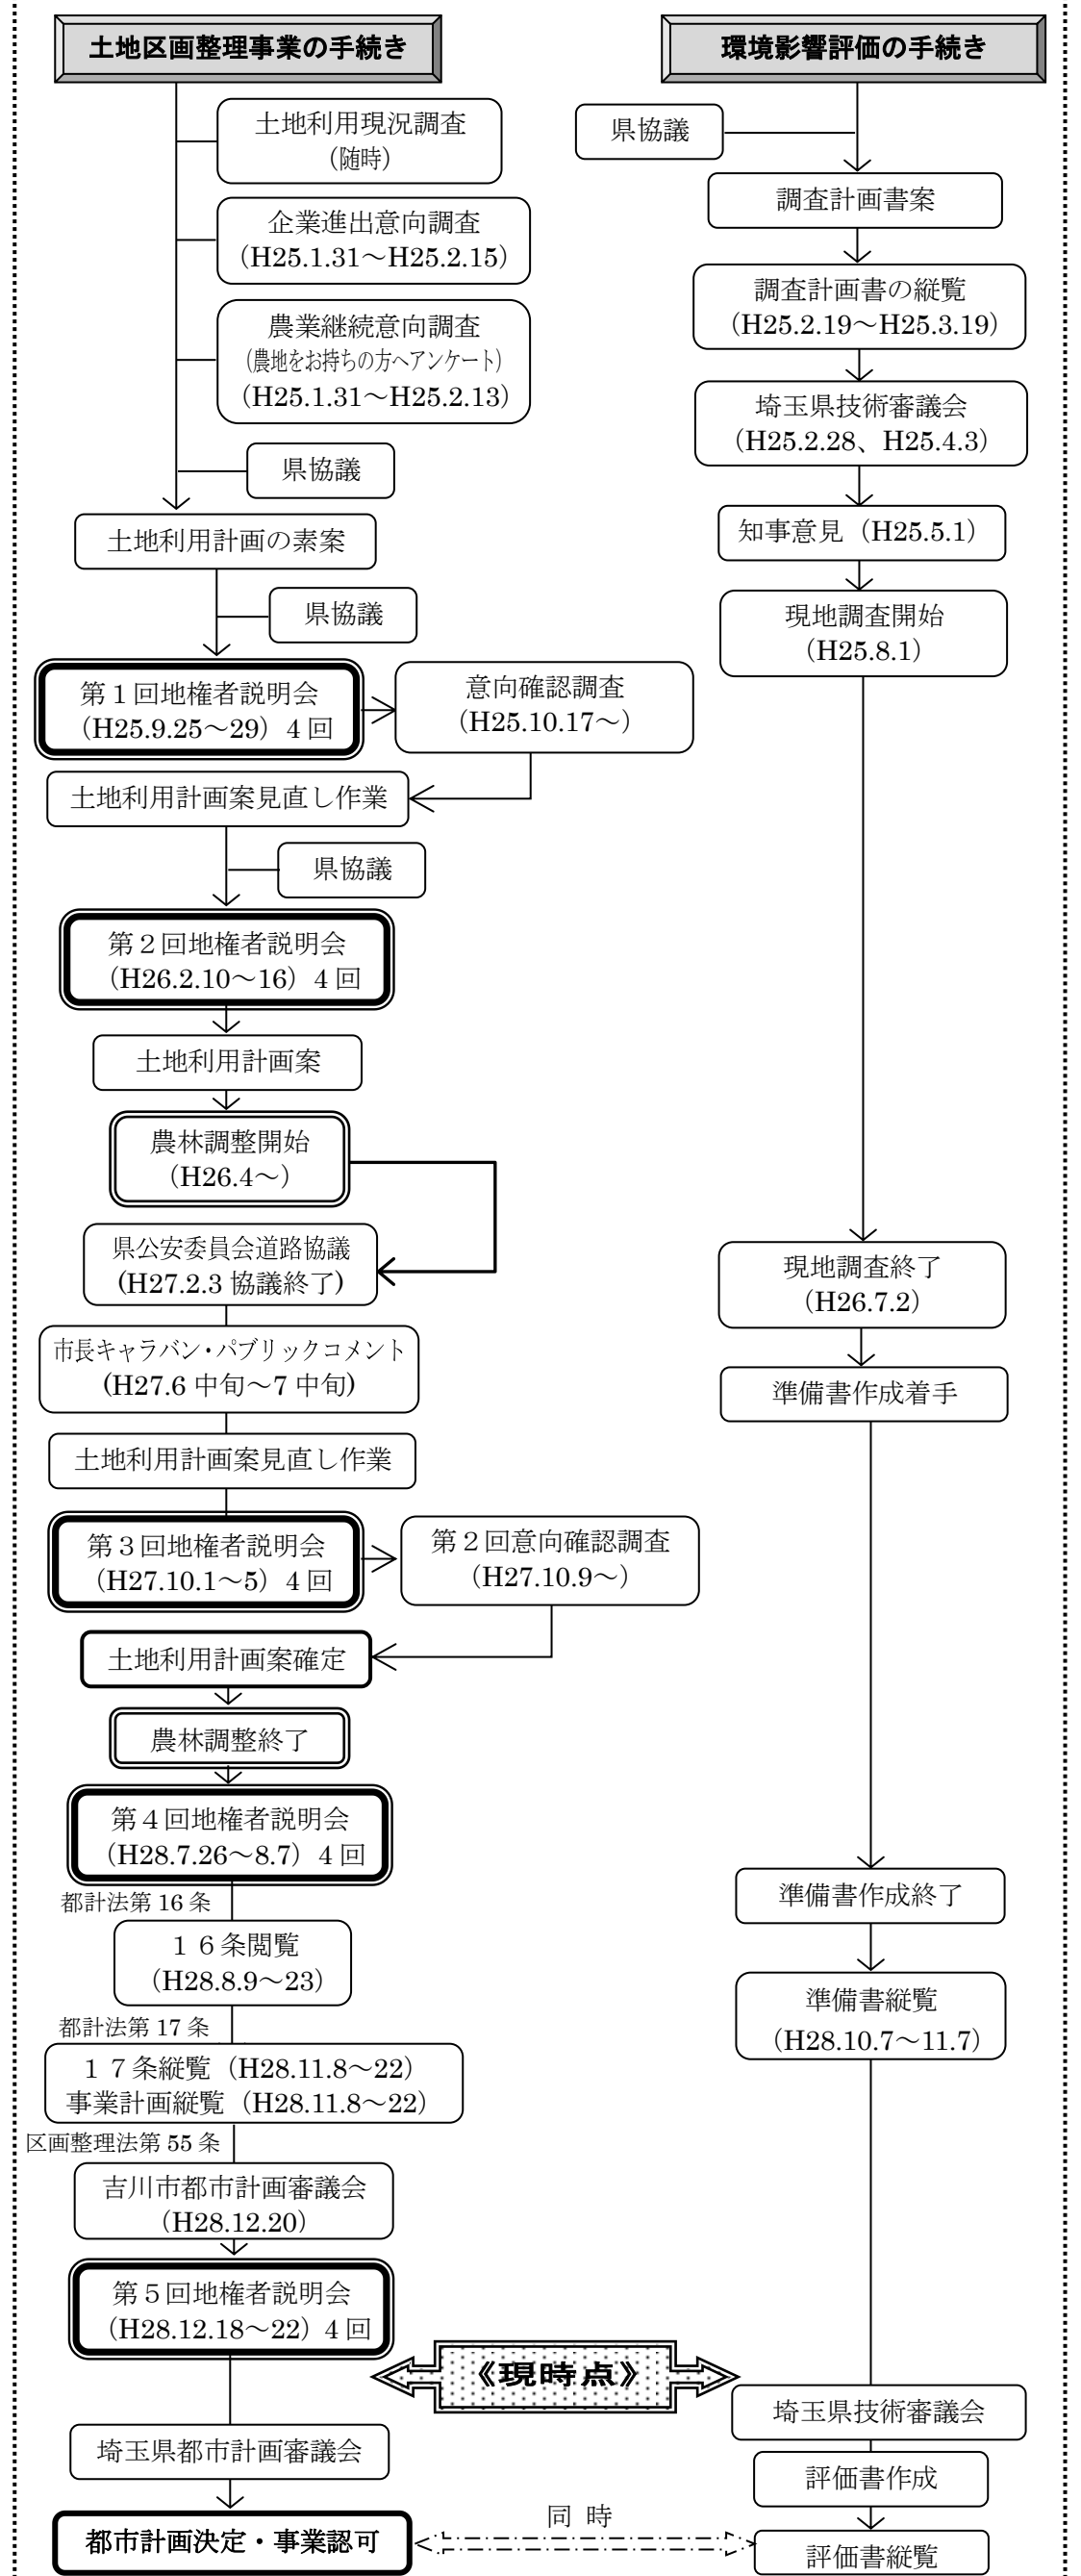 土地区画整理事業の手続き
土地利用現況調査
(随時)
企業進出意向調査
(H25.1.31～H25.2.15)
農業継続意向調査
(農地をお持ちの方へアンケート)
(H25.1.31～H25.2.13)
県協議
土地利用計画の素案
県協議
第１回地権者説明会
(H25.9.25～29) 4 回
意向確認調査
(H25.10.17～)
土地利用計画案見直し作業
県協議
第２回地権者説明会
(H26.2.10～16) 4 回
土地利用計画案
農林調整開始
(H26.4～)
県公安委員会道路協議
(H27.2.3 協議終了)
市長キャラバン・パブリックコメント
(H27.6 中旬～7 中旬)
土地利用計画案見直し作業
第３回地権者説明会
(H27.10.1～5) 4 回
第２回意向確認調査
(H27.10.9～)
土地利用計画案確定
農林調整終了
第４回地権者説明会
(H28.7.26～8.7) 4 回
都計法第 16 条
１６条閲覧
(H28.8.9～23)
都計法第 17 条
１７条縦覧 (H28.11.8～22)
事業計画縦覧 (H28.11.8～22)
区画整理法第 55 条
吉川市都市計画審議会
(H28.12.20)
第５回地権者説明会
(H28.12.18～22) 4 回
《現時点》
埼玉県都市計画審議会
都市計画決定・事業認可
同 時
環境影響評価の手続き
県協議
調査計画書案
調査計画書の縦覧
(H25.2.19～H25.3.19)
埼玉県技術審議会
(H25.2.28、H25.4.3)
知事意見 (H25.5.1)
現地調査開始
(H25.8.1)
現地調査終了
(H26.7.2)
準備書作成着手
準備書作成終了
準備書縦覧
(H28.10.7～11.7)
埼玉県技術審議会
評価書作成
評価書縦覧